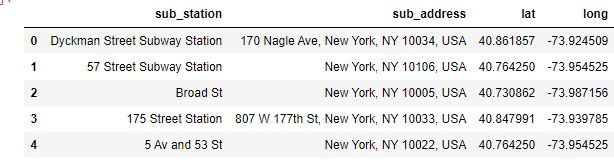 sub_station sub_address lat long
0 Dyckman Street Subway Station 170 Nagle Ave, New York, NY 10034, USA 40.861857 -73.924509
1 57 Street Subway Station New York, NY 10106, USA 40.764250 -73.954525
2 Broad St New York, NY 10005, USA 40.730862 -73.987156
3 175 Street Station 807 W 177th St, New York, NY 10033, USA 40.847991 -73.939785
4 5 Av and 53 St New York, NY 10022, USA 40.764250 -73.954525